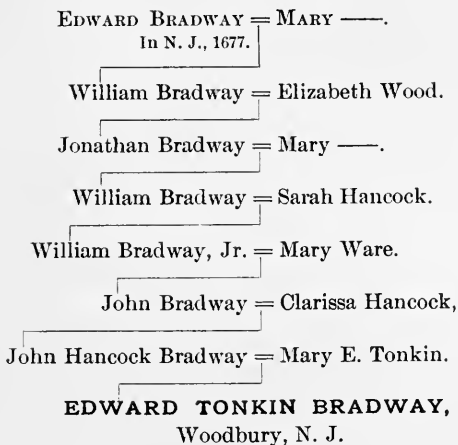 EDWARD BRADWAY = MARY ——.
In N. J., 1677.
William Bradway = Elizabeth Wood.
Jonathan Bradway = Mary ——.
William Bradway = Sarah Hancock.
William Bradway, Jr. = Mary Ware.
John Bradway = Clarissa Hancock,
John Hancock Bradway = Mary E. Tonkin.
EDWARD TONKIN BRADWAY,
Woodbury, N. J.